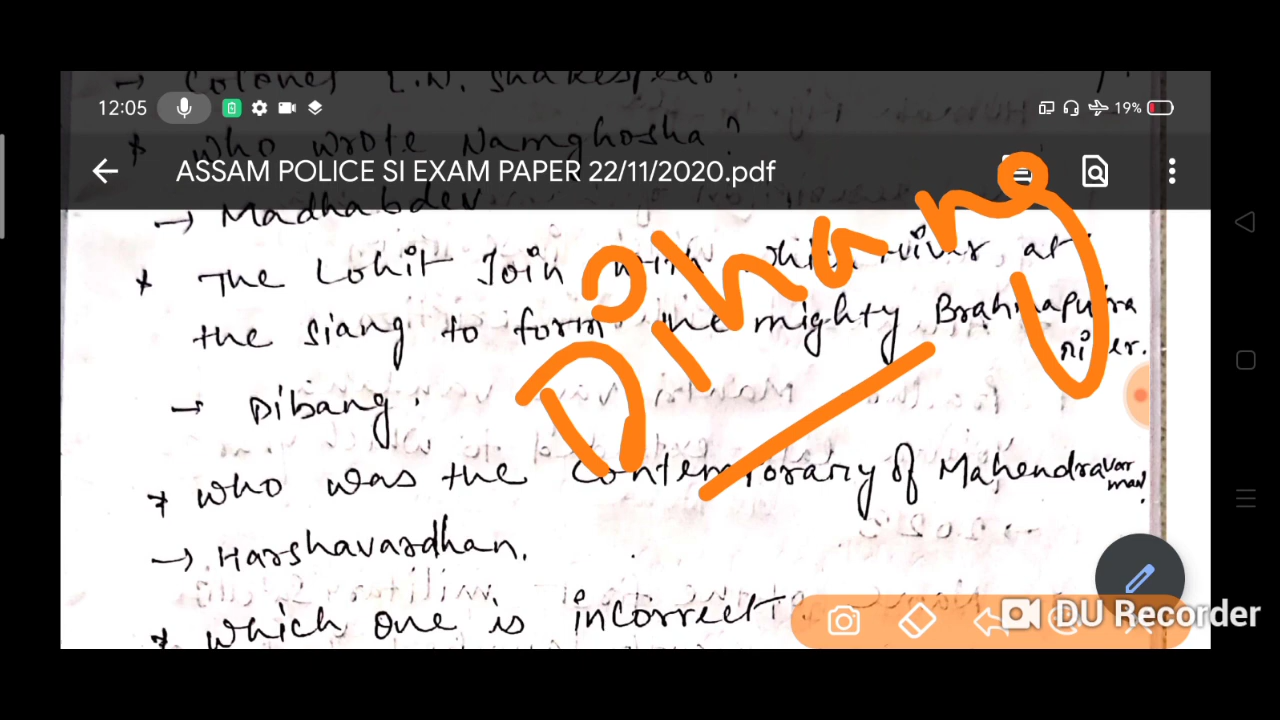 → Colonel L.N. Shakespear.
12:05 19%
* Who wrote Namghosha?
ASSAM POLICE SI EXAM PAPER 22/11/2020.pdf
→ Madhabdev
* The Lohit Join with which river, at
the siang to form the mighty Brahmaputra
river.
Dihang
→ Dibang.
* who was the contemporary of Mahendravarman?
→ Harshavardhan.
* which one is incorrect
DU Recorder